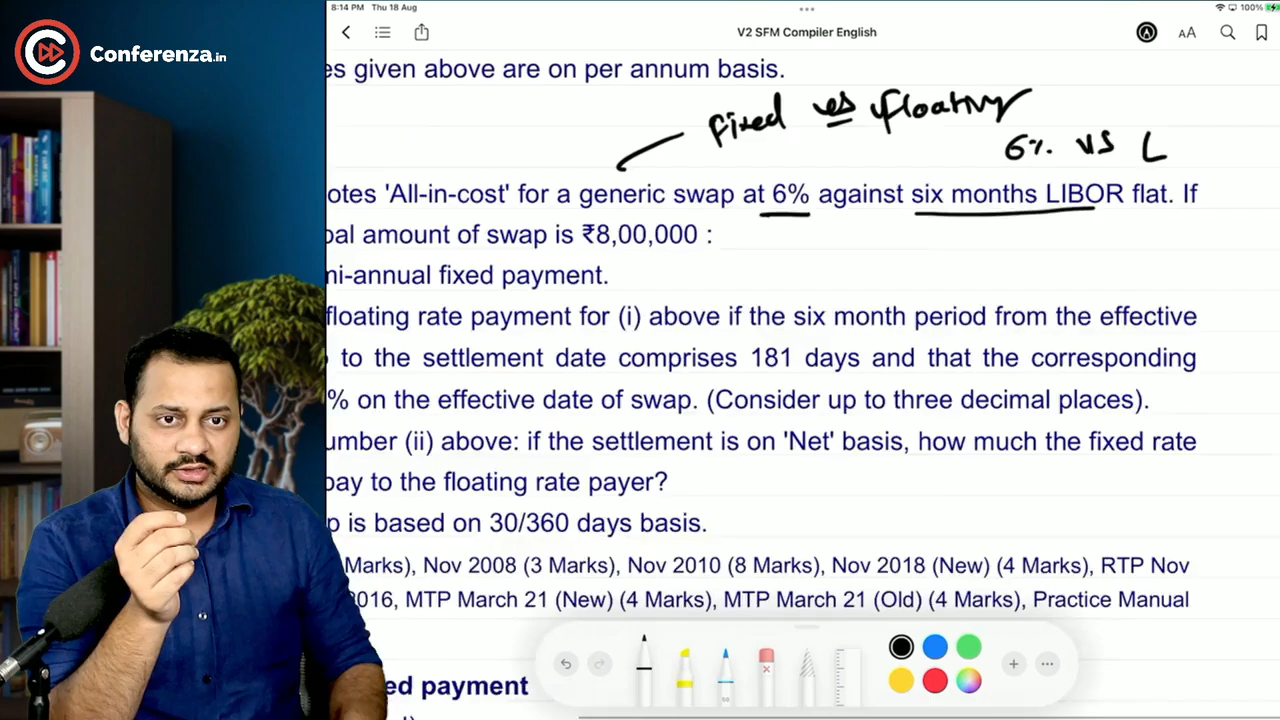 8:14 PM Thu 18 Aug
100%
Conferenza.in
V2 SFM Compiler English
AA
es given above are on per annum basis.
fixed vs floating
6% vs L
otes 'All-in-cost' for a generic swap at 6% against six months LIBOR flat. If
pal amount of swap is ₹8,00,000 :
mi-annual fixed payment.
floating rate payment for (i) above if the six month period from the effective
to the settlement date comprises 181 days and that the corresponding
% on the effective date of swap. (Consider up to three decimal places).
umber (ii) above: if the settlement is on 'Net' basis, how much the fixed rate
pay to the floating rate payer?
p is based on 30/360 days basis.
Marks), Nov 2008 (3 Marks), Nov 2010 (8 Marks), Nov 2018 (New) (4 Marks), RTP Nov
2016, MTP March 21 (New) (4 Marks), MTP March 21 (Old) (4 Marks), Practice Manual
ed payment